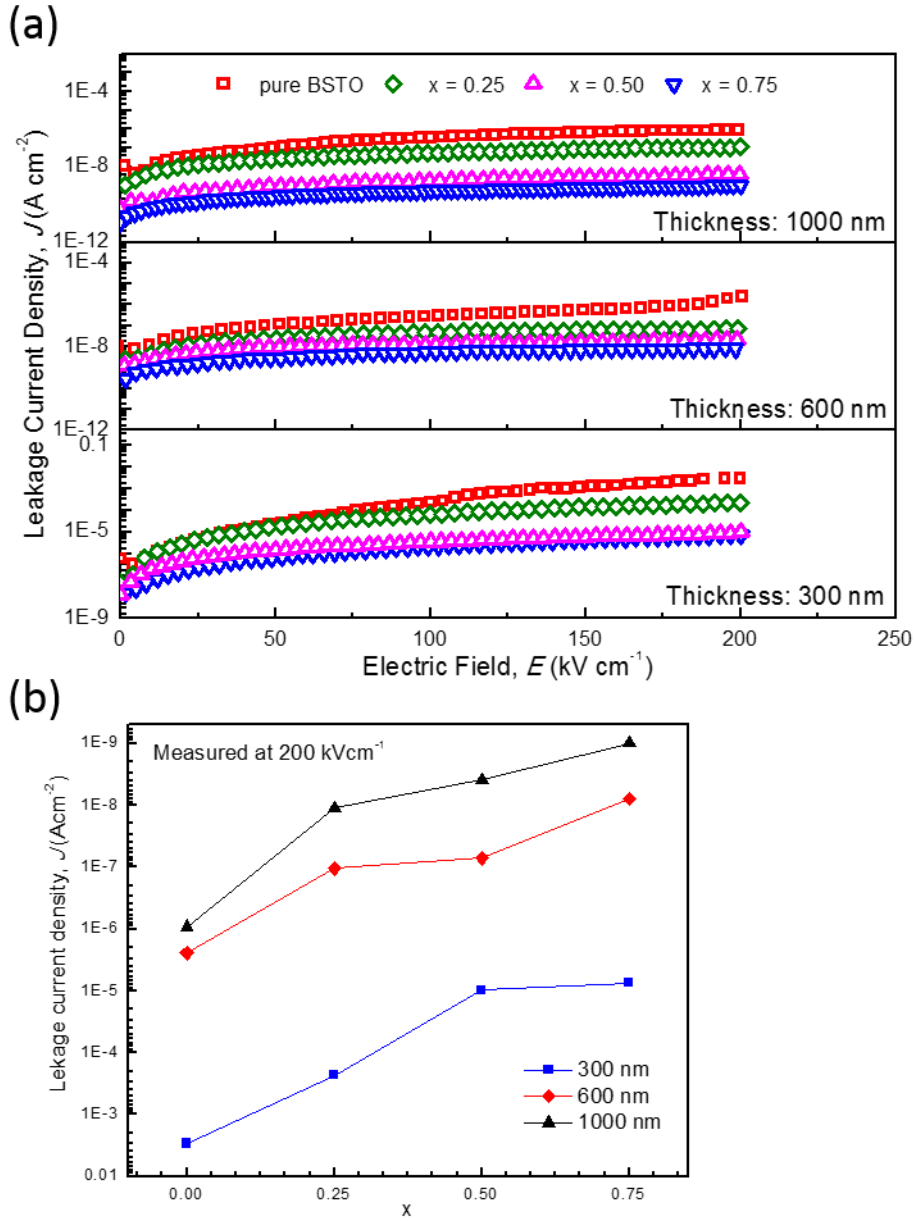 (a)
pure BSTO x = 0.25 x = 0.50 x = 0.75
1E-4
1E-8
1E-12
Thickness: 1000 nm
1E-4
1E-8
1E-12
Thickness: 600 nm
0.1
1E-5
1E-9
Thickness: 300 nm
Leakage Current Density, J (A cm⁻²)
0 50 100 150 200 250
Electric Field, E (kV cm⁻¹)
(b)
Measured at 200 kVcm⁻¹
1E-9
1E-8
1E-7
1E-6
1E-5
1E-4
1E-3
0.01
Lekage current density, J (Acm⁻²)
300 nm
600 nm
1000 nm
0.00 0.25 0.50 0.75
x